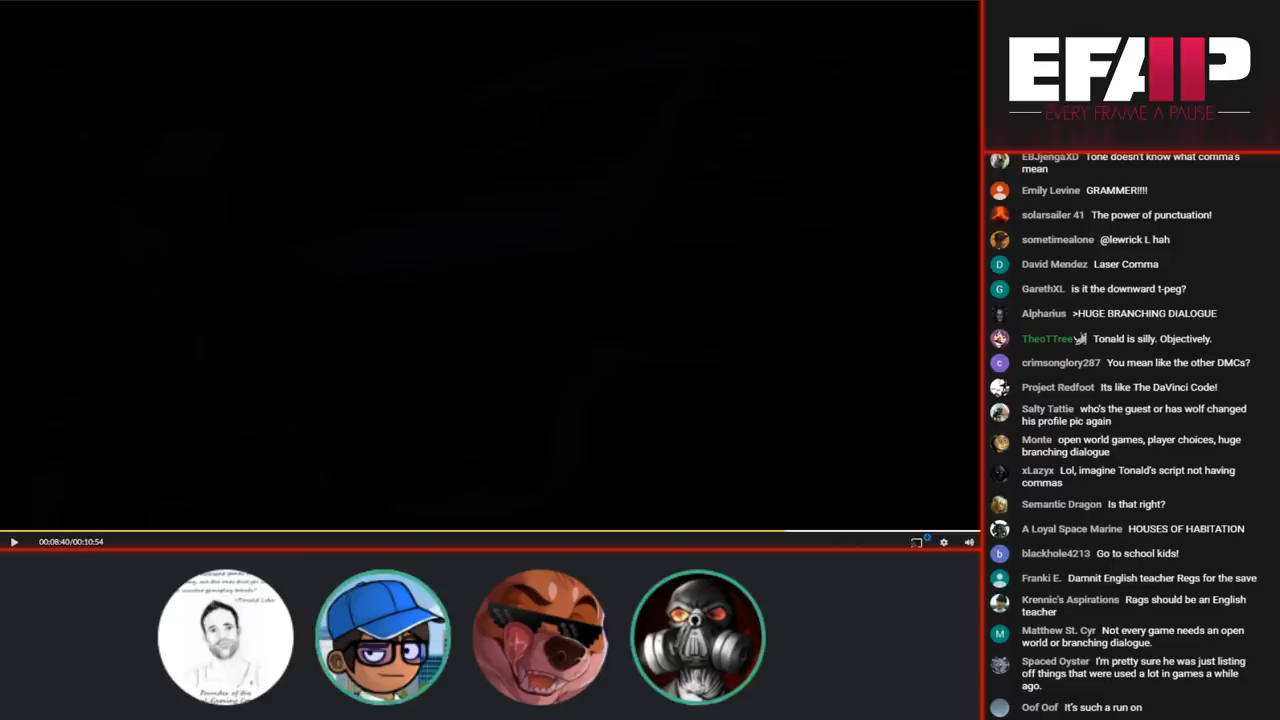 EFAP
EVERY FRAME A PAUSE
EBJjengaXD Tone doesn't know what comma's
mean
Emily Levine GRAMMER!!!!
solarsailer 41 The power of punctuation!
sometimealone @lewrick L hah
D David Mendez Laser Comma
G GarethXL is it the downward t-peg?
Alpharius >HUGE BRANCHING DIALOGUE
TheoTTree Tonald is silly. Objectively.
c crimsonglory287 You mean like the other DMCs?
Project Redfoot Its like The DaVinci Code!
Salty Tattie who's the guest or has wolf changed
his profile pic again
Monte open world games, player choices, huge
branching dialogue
xLazyx Lol, imagine Tonald's script not having
commas
Semantic Dragon Is that right?
A Loyal Space Marine HOUSES OF HABITATION
b blackhole4213 Go to school kids!
Franki E. Damnit English teacher Regs for the save
Krennic's Aspirations Rags should be an English
teacher
M Matthew St. Cyr Not every game needs an open
world or branching dialogue.
Spaced Oyster I'm pretty sure he was just listing
off things that were used a lot in games a while
ago.
Oof Oof It's such a run on
00:08:40/00:10:54
Founder of the